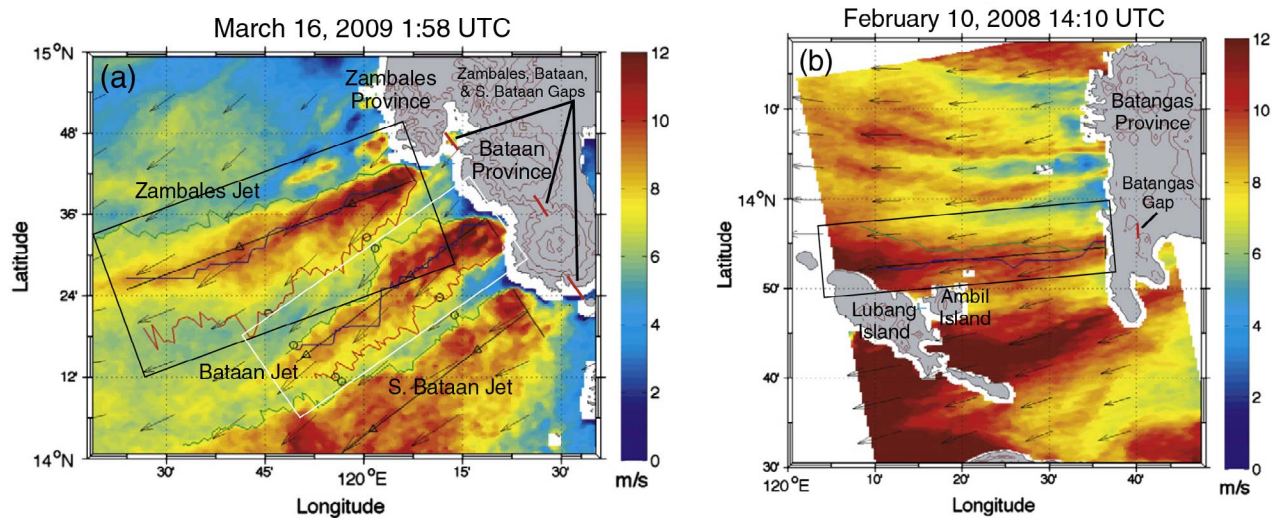 March 16, 2009 1:58 UTC
(a)
15°N
48'
36'
24'
12'
14°N
Latitude
30'
45'
120°E
15'
30'
Longitude
Zambales
Province
Zambales, Bataan,
& S. Bataan Gaps
Bataan
Province
Zambales Jet
Bataan Jet
S. Bataan Jet
12
10
8
6
4
2
0
m/s
February 10, 2008 14:10 UTC
(b)
10'
14°N
50'
40'
30'
Latitude
120°E
10'
20'
30'
40'
Longitude
Batangas
Province
Batangas
Gap
Lubang
Island
Ambil
Island
12
10
8
6
4
2
0
m/s